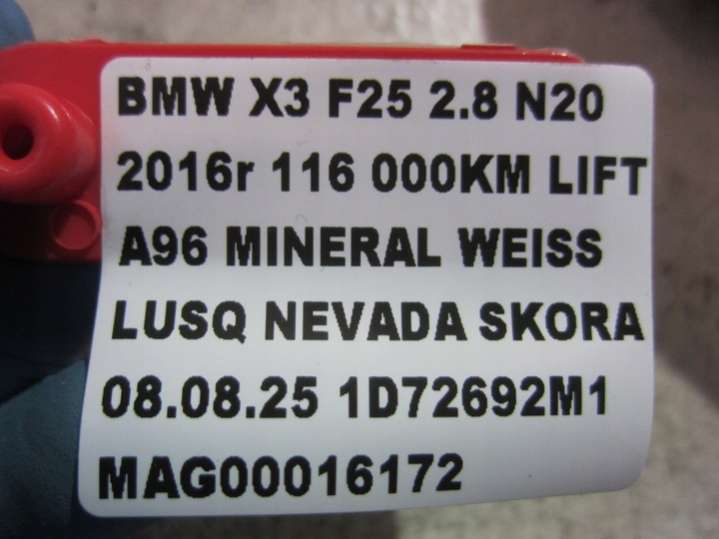 BMW X3 F25 2.8 N20
2016r 116 000KM LIFT
A96 MINERAL WEISS
LUSQ NEVADA SKORA
08.08.25 1D72692M1
MAG00016172